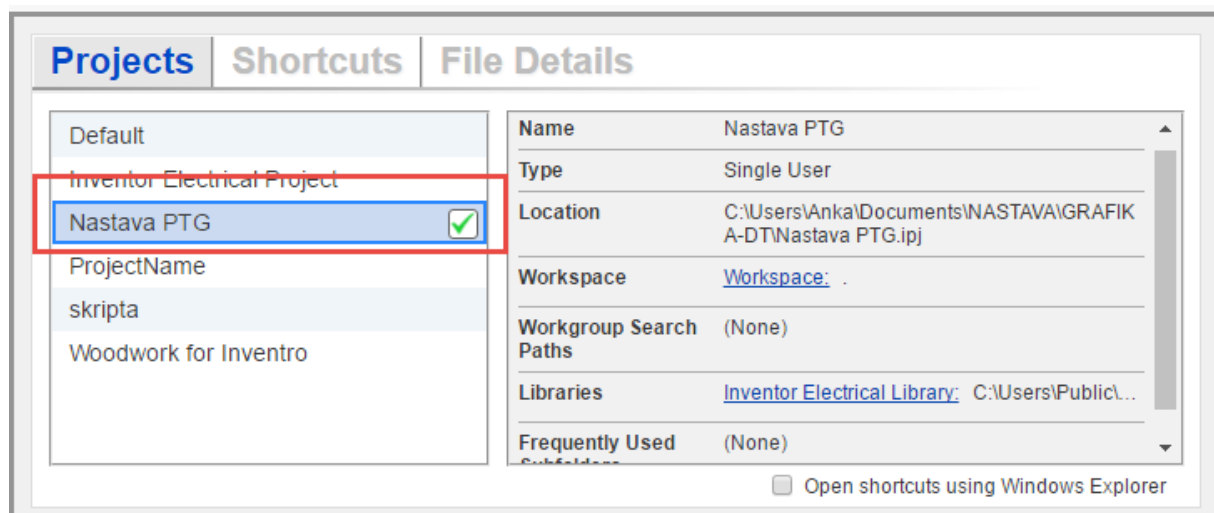 Projects Shortcuts File Details
Default
Inventor Electrical Project
Nastava PTG
ProjectName
skripta
Woodwork for Inventro
Name Nastava PTG
Type Single User
Location C:\Users\Anka\Documents\NASTAVA\GRAFIK
A-DT\Nastava PTG.ipj
Workspace Workspace: .
Workgroup Search (None)
Paths
Libraries Inventor Electrical Library: C:\Users\Public\...
Frequently Used (None)
Subfolders
Open shortcuts using Windows Explorer